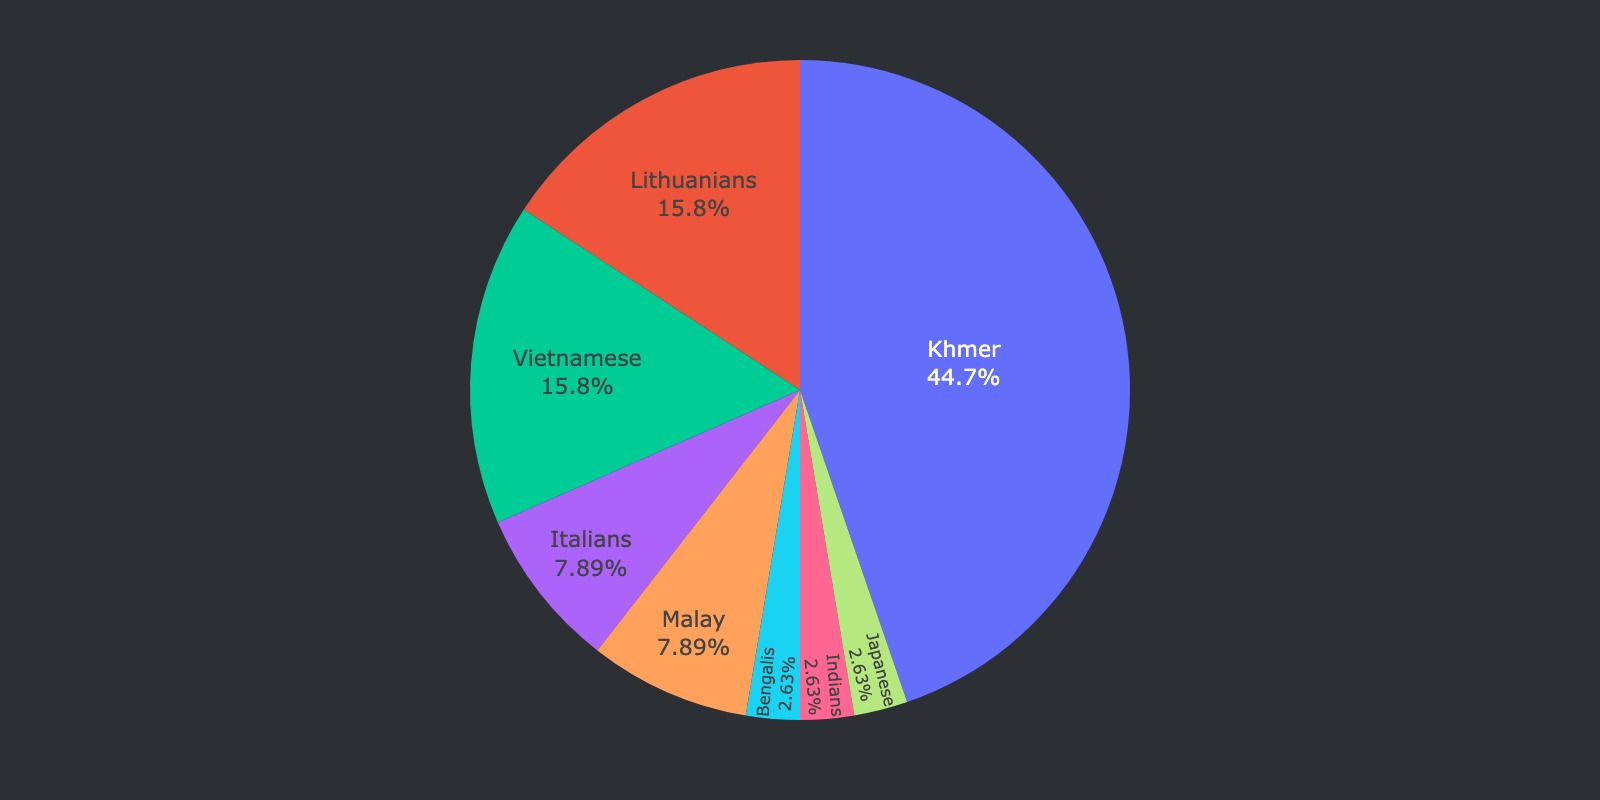 Lithuanians
15.8%
Khmer
44.7%
Vietnamese
15.8%
Italians
7.89%
Malay
7.89%
Bengalis
2.63%
Indians
2.63%
Japanese
2.63%